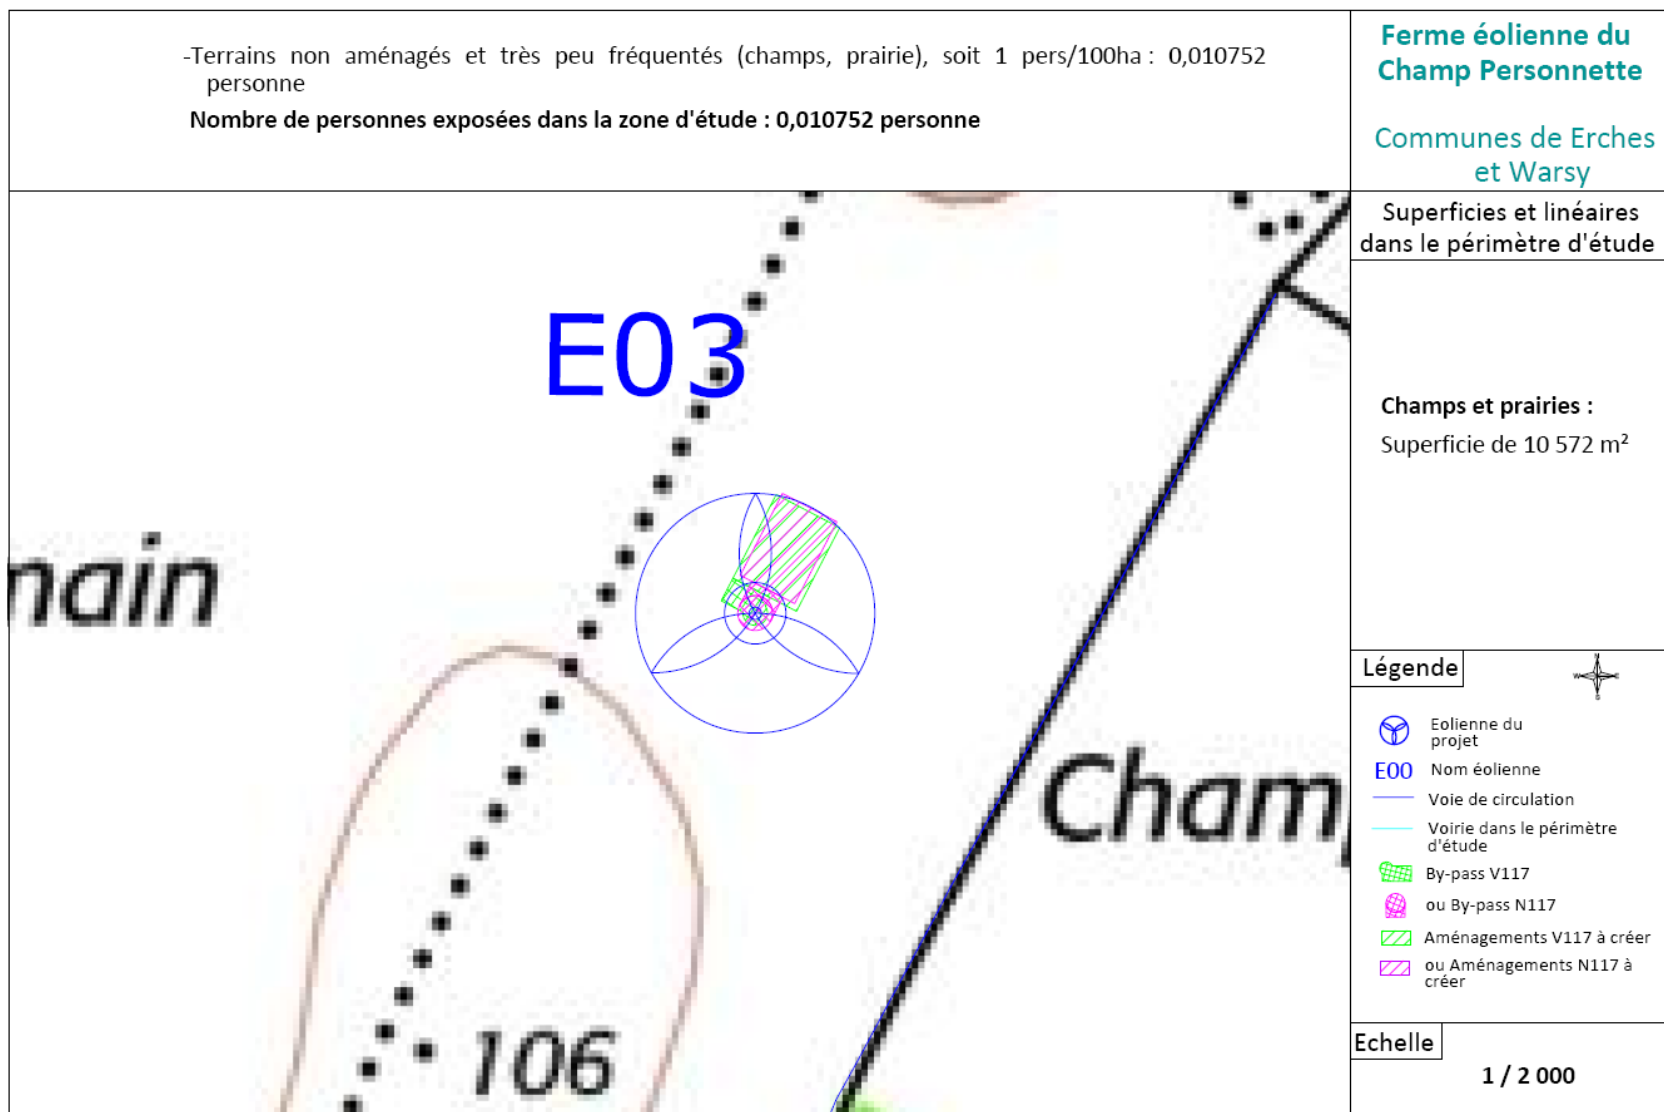 -Terrains non aménagés et très peu fréquentés (champs, prairie), soit 1 pers/100ha : 0,010752
personne
Nombre de personnes exposées dans la zone d'étude : 0,010752 personne
Ferme éolienne du
Champ Personnette
Communes de Erches
et Warsy
Superficies et linéaires
dans le périmètre d'étude
Champs et prairies :
Superficie de 10 572 m²
E03
main
Cham
106
Légende
N
W E
S
Eolienne du
projet
E00 Nom éolienne
Voie de circulation
Voirie dans le périmètre
d'étude
By-pass V117
ou By-pass N117
Aménagements V117 à créer
ou Aménagements N117 à
créer
Echelle
1 / 2 000